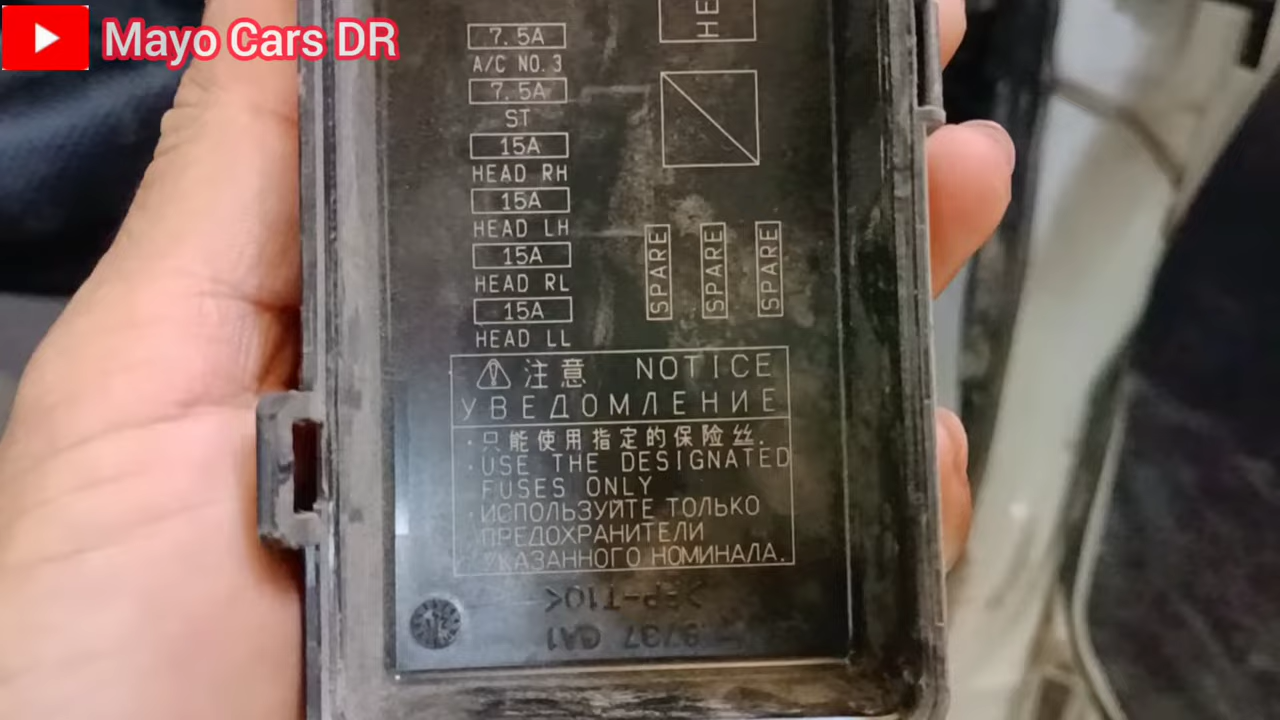 Mayo Cars DR
HE
7.5A
A/C NO.3
7.5A
ST
15A
HEAD RH
15A
HEAD LH
15A
HEAD RL
15A
HEAD LL
SPARE
SPARE
SPARE
注意 NOTICE
УВЕДОМЛЕНИЕ
·只能使用指定的保险丝.
·USE THE DESIGNATED
FUSES ONLY
·ИСПОЛЬЗУЙТЕ ТОЛЬКО
ПРЕДОХРАНИТЕЛИ
УКАЗАННОГО НОМИНАЛА.
>PP-T10<
9737